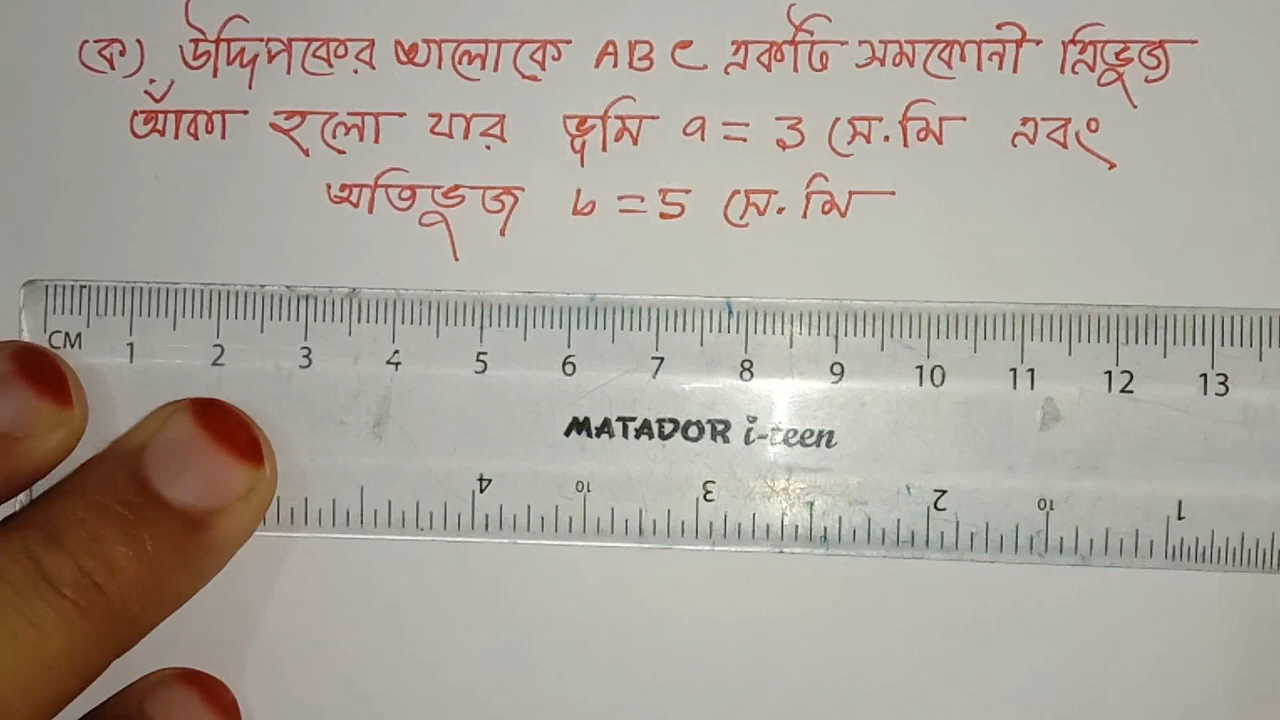 (ক) উদ্দিপকের আলোকে ABC একটি সমকোনী ত্রিভুজ
আঁকা হলো যার ভূমি a = 3 সে.মি এবং
অতিভুজ b = 5 সে.মি
CM 1 2 3 4 5 6 7 8 9 10 11 12 13
MATADOR i-teen
4 10 3 2 10 1